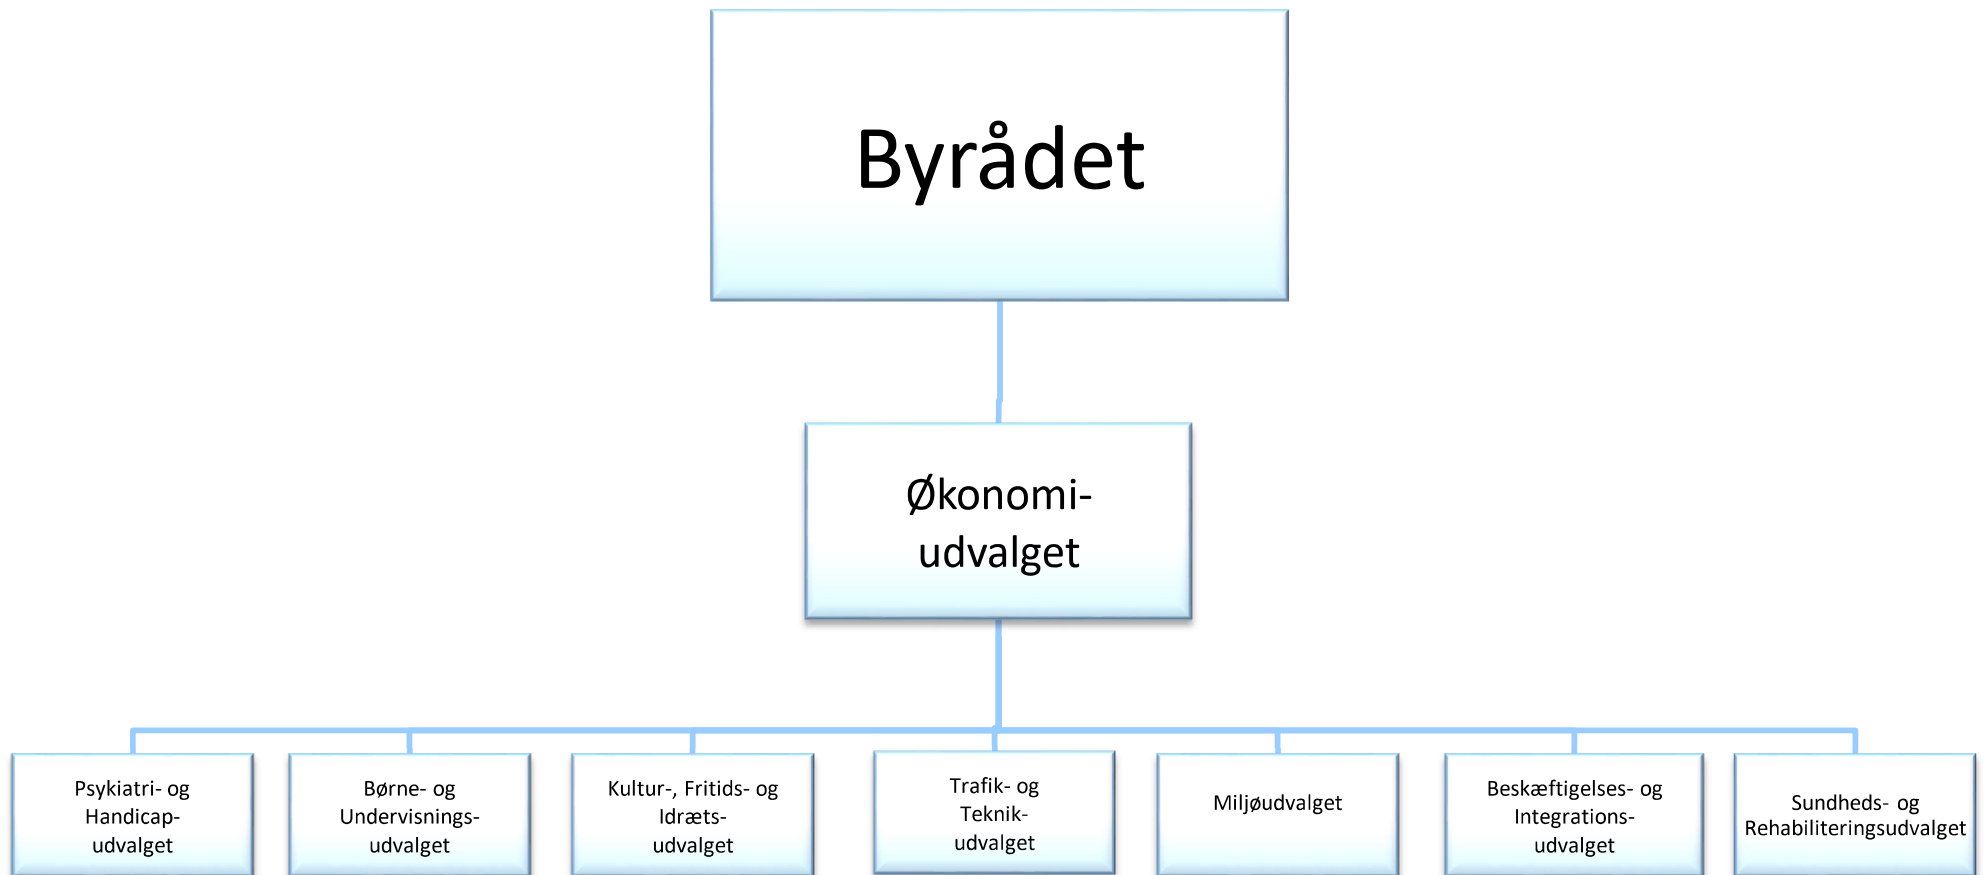 Byrådet
Økonomi-
udvalget
Psykiatri- og
Handicap-
udvalget
Børne- og
Undervisnings-
udvalget
Kultur-, Fritids- og
Idræts-
udvalget
Trafik- og
Teknik-
udvalget
Miljøudvalget
Beskæftigelses- og
Integrations-
udvalget
Sundheds- og
Rehabiliteringsudvalget